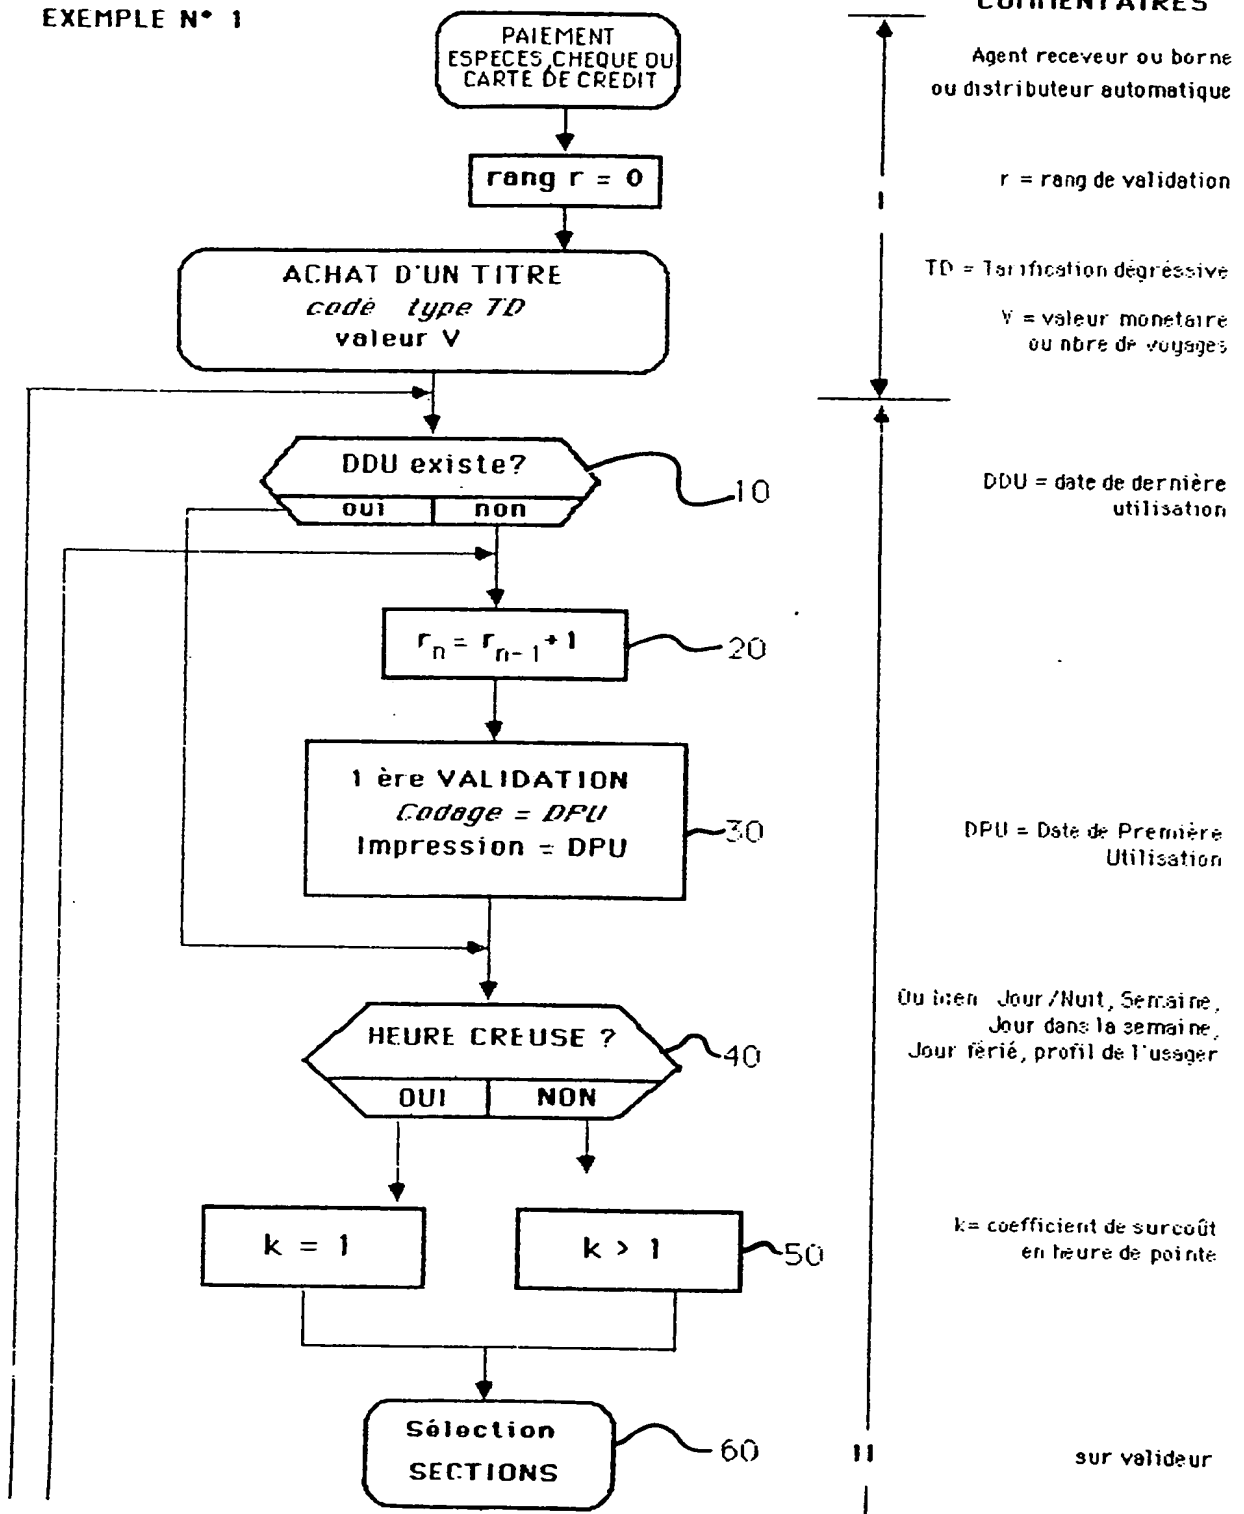 EXEMPLE N° 1
COMMENTAIRES
PAIEMENT
ESPECES, CHEQUE OU
CARTE DE CREDIT
Agent receveur ou borne
ou distributeur automatique
rang r = 0
r = rang de validation
I
ACHAT D'UN TITRE
codé type TD
valeur V
TD = Tarification dégréssive
V = valeur monetaire
ou nbre de voyages
DDU existe?
oui non
10
DDU = date de dernière
utilisation
rn = rn-1 + 1
20
1 ère VALIDATION
Codage = DPU
Impression = DPU
30
DPU = Date de Première
Utilisation
HEURE CREUSE ?
OUI NON
40
Ou bien Jour/Nuit, Semaine,
Jour dans la semaine,
Jour férié, profil de l'usager
k = 1
k > 1
50
k= coefficient de surcoût
en heure de pointe
Sélection
SECTIONS
60
II
sur valideur